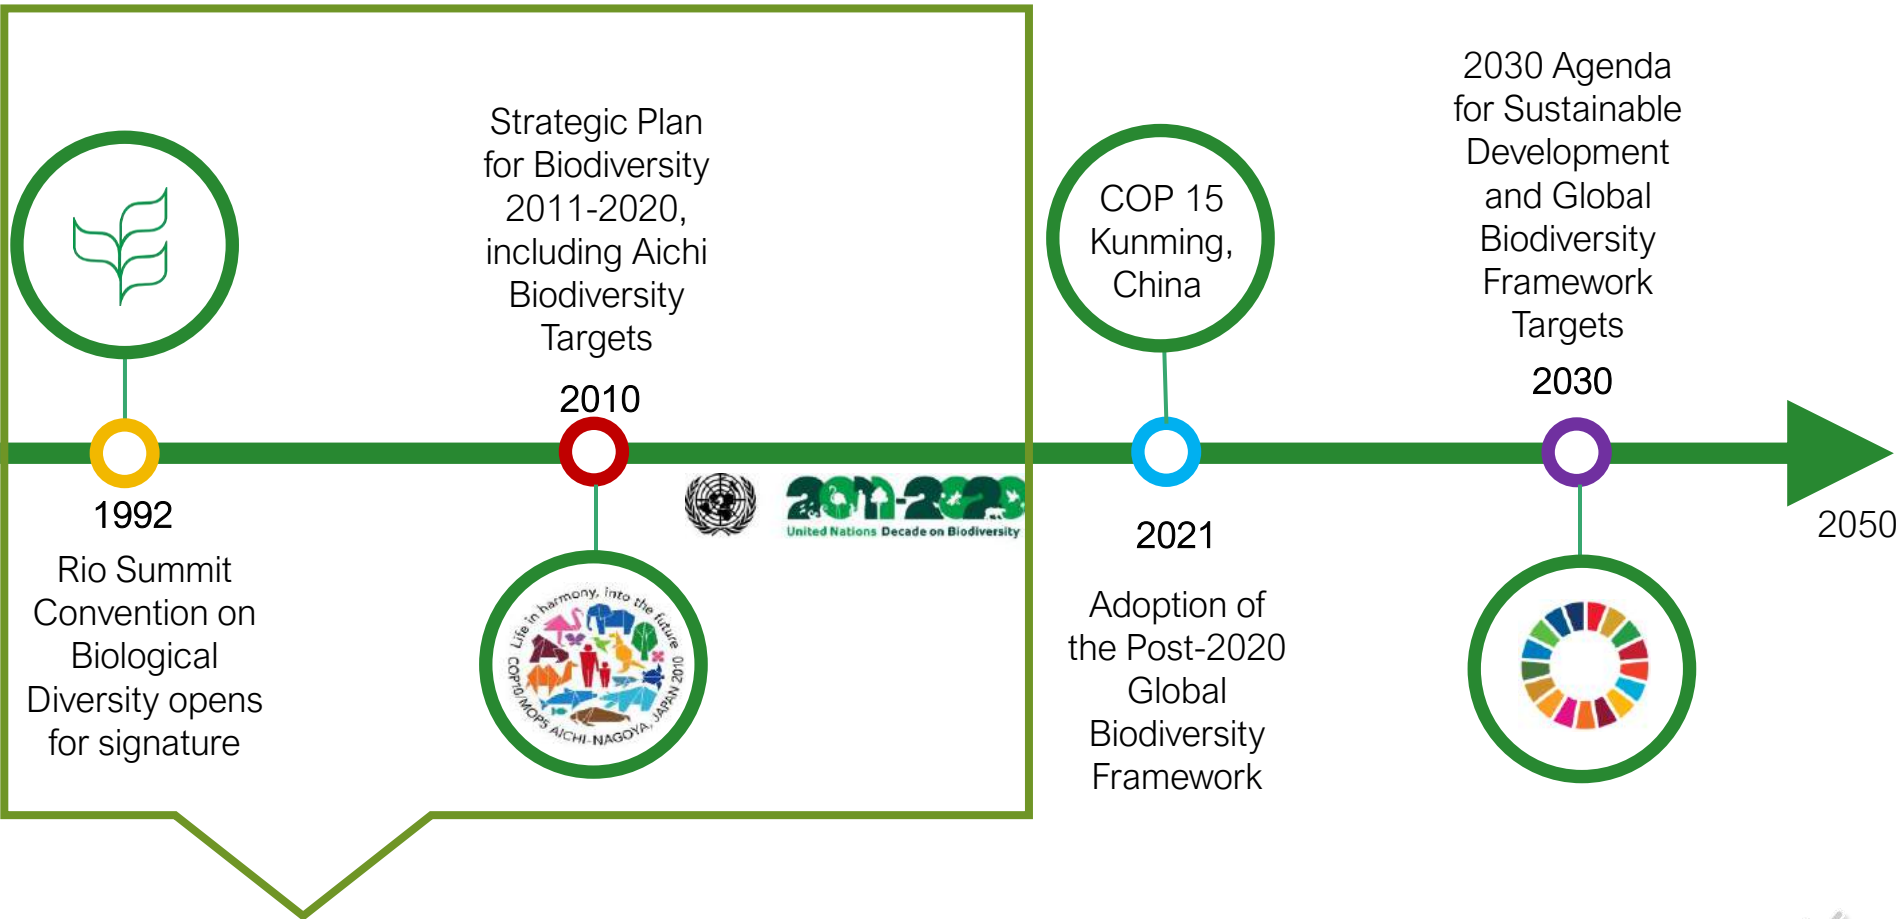 1992
Rio Summit
Convention on
Biological
Diversity opens
for signature
Strategic Plan
for Biodiversity
2011-2020,
including Aichi
Biodiversity
Targets
2010
Life in harmony, into the future
COP10/MOP5 AICHI-NAGOYA, JAPAN 2010
2011-2020
United Nations Decade on Biodiversity
COP 15
Kunming,
China
2021
Adoption of
the Post-2020
Global
Biodiversity
Framework
2030 Agenda
for Sustainable
Development
and Global
Biodiversity
Framework
Targets
2030
2050